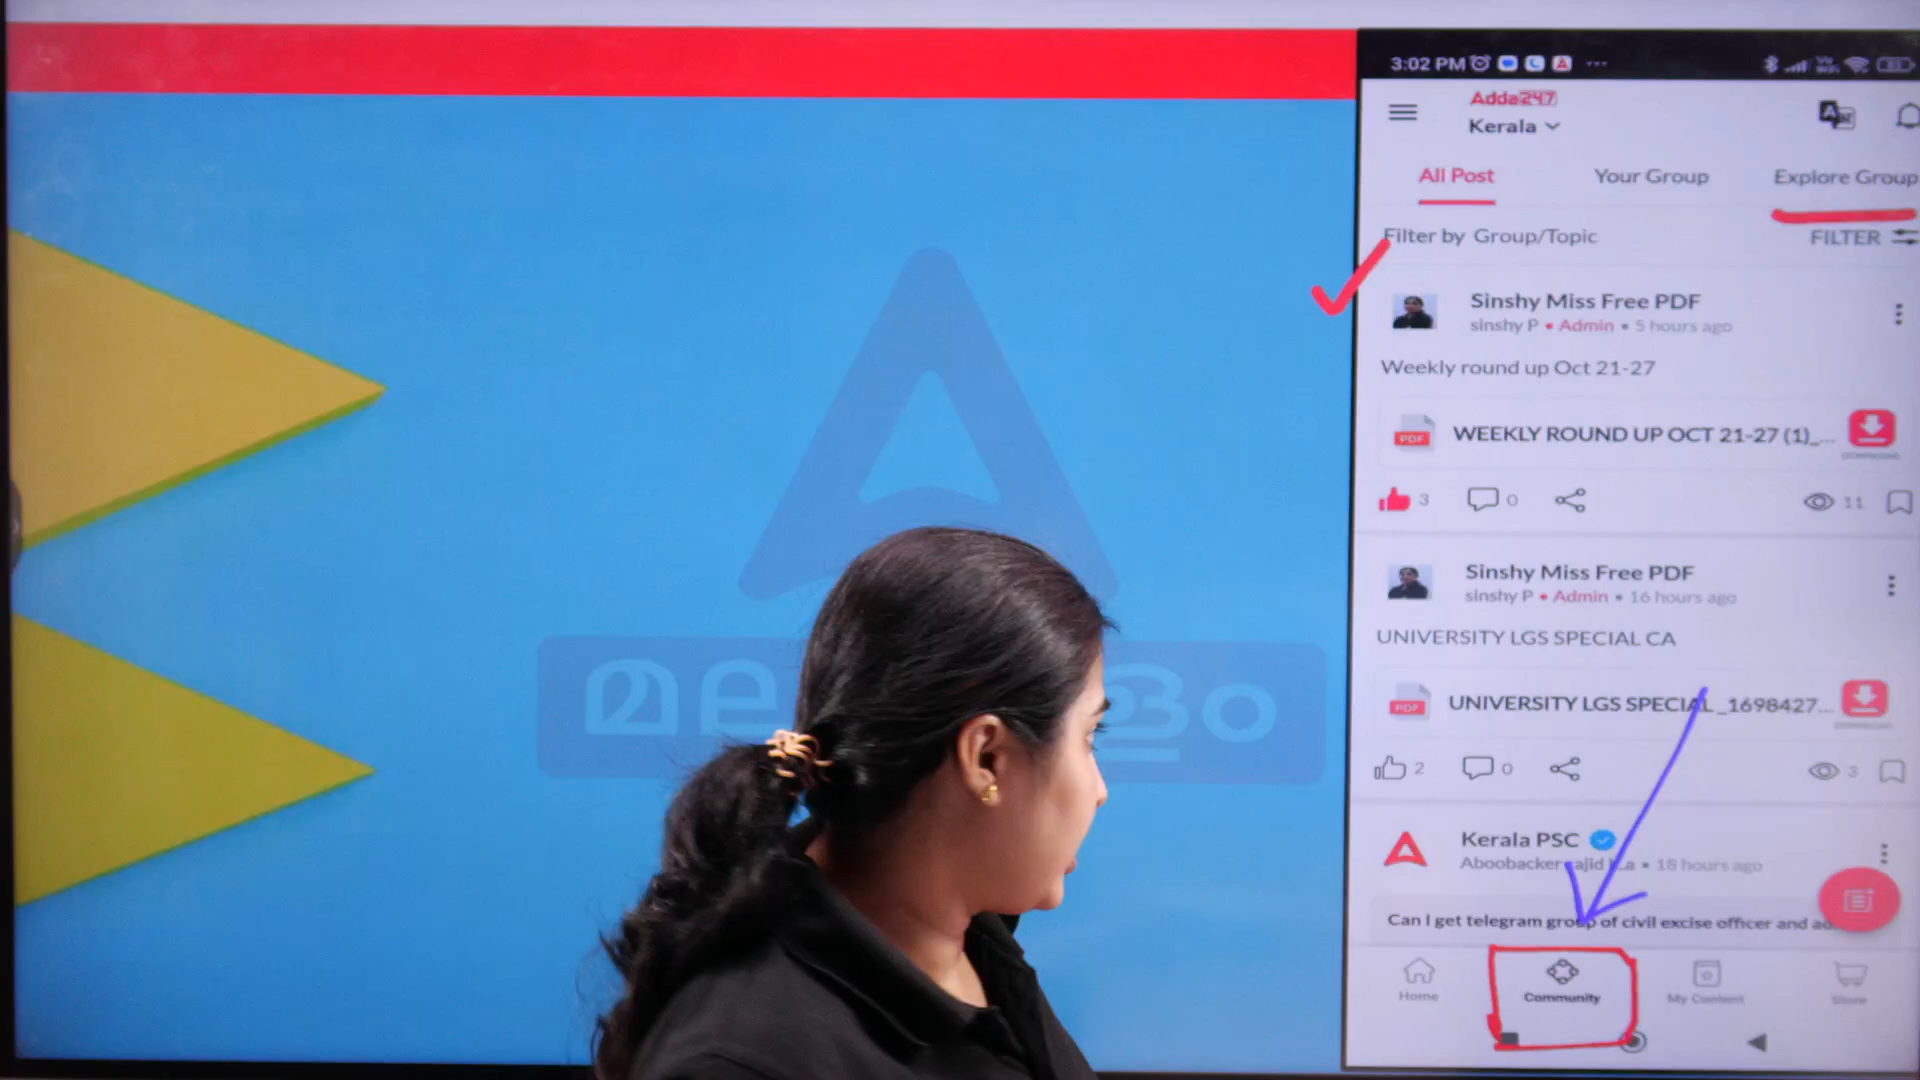 3:02 PM
Adda247
Kerala
All Post
Your Group
Explore Group
Filter by Group/Topic
FILTER
Sinshy Miss Free PDF
sinshy P • Admin • 5 hours ago
Weekly round up Oct 21-27
PDF
WEEKLY ROUND UP OCT 21-27 (1)_...
3
0
11
Sinshy Miss Free PDF
sinshy P • Admin • 16 hours ago
UNIVERSITY LGS SPECIAL CA
PDF
UNIVERSITY LGS SPECIAL_1698427...
2
0
3
Kerala PSC
Aboobacker • 18 hours ago
Can I get telegram group of civil excise officer and
Home
Community
My Content
Store